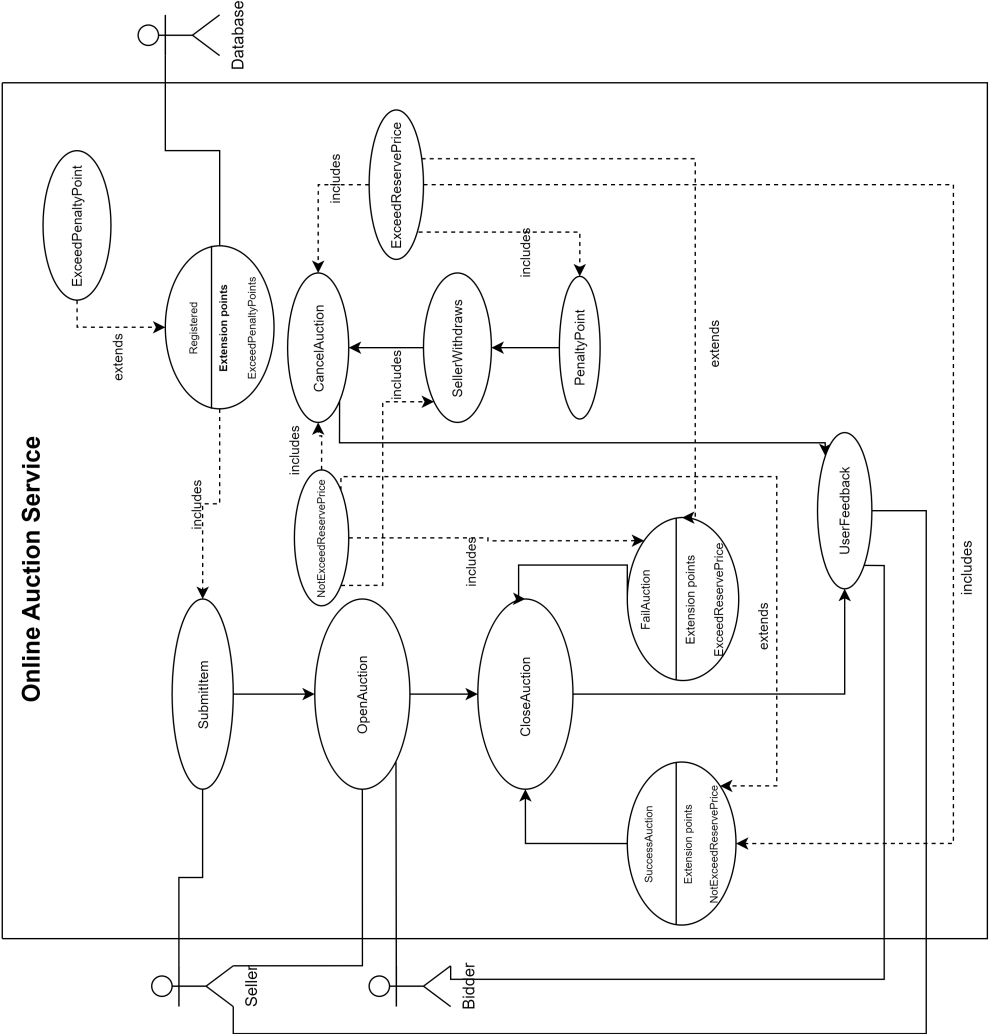 Online Auction Service
Database
ExceedPenaltyPoint
extends
Registered
Extension points
ExceedPenaltyPoints
includes
SubmitItem
includes
ExceedReservePrice
includes
CancelAuction
SellerWithdraws
PenaltyPoint
includes
includes
NotExceedReservePrice
extends
includes
UserFeedback
OpenAuction
CloseAuction
FailAuction
Extension points
ExceedReservePrice
extends
includes
SuccessAuction
Extension points
NotExceedReservePrice
Seller
Bidder